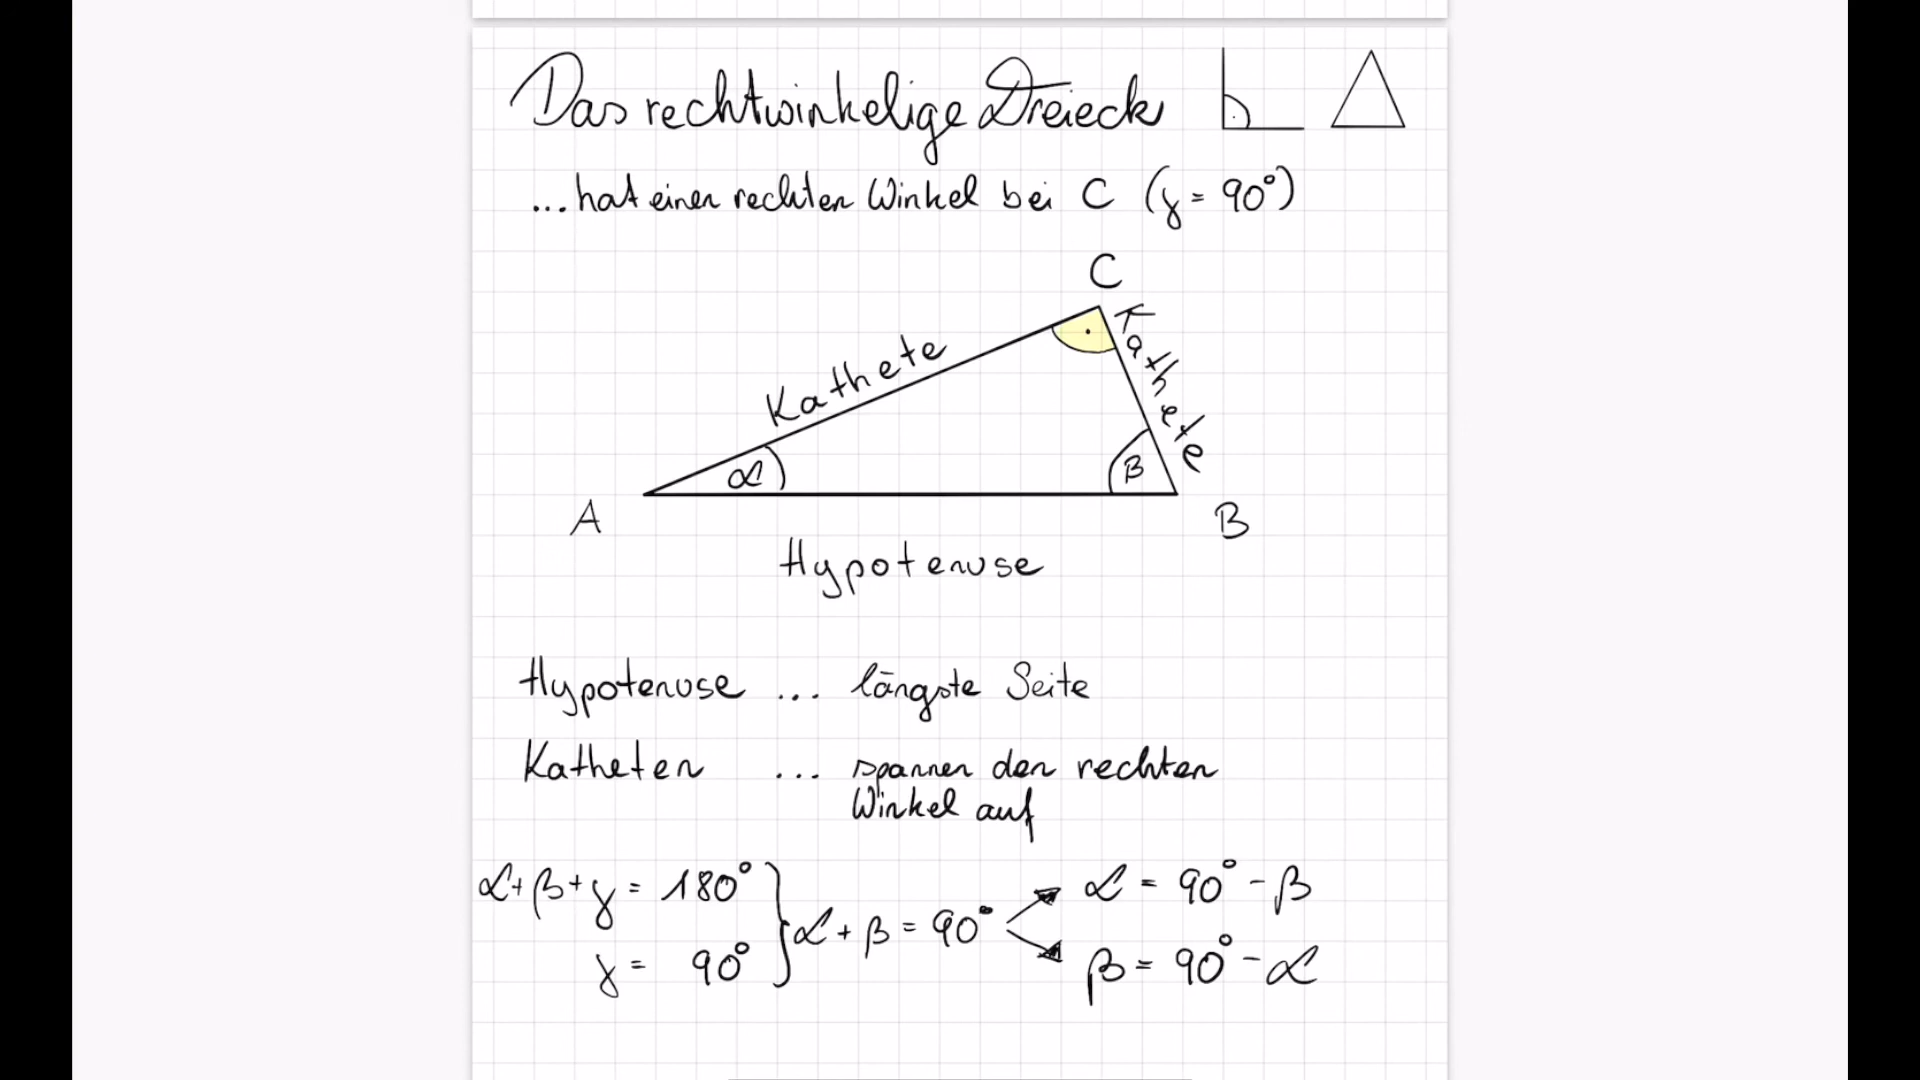 Das rechtwinkelige Dreieck
...hat einen rechten Winkel bei C (γ = 90°)
C
Kathete
Kathete
α
β
A
B
Hypotenuse
Hypotenuse ... längste Seite
Katheten ... spannen den rechten
Winkel auf
α+β+γ = 180°
γ = 90°
α + β = 90°
α = 90° - β
β = 90° - α